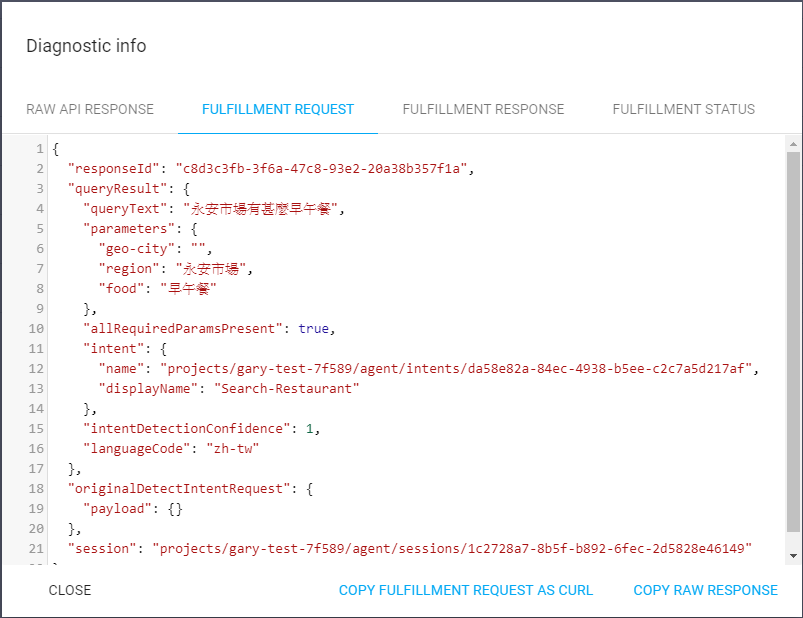 Diagnostic info
RAW API RESPONSE FULFILLMENT REQUEST FULFILLMENT RESPONSE FULFILLMENT STATUS
1 {
2 "responseId": "c8d3c3fb-3f6a-47c8-93e2-20a38b357f1a",
3 "queryResult": {
4 "queryText": "永安市場有甚麼早午餐",
5 "parameters": {
6 "geo-city": "",
7 "region": "永安市場",
8 "food": "早午餐"
9 },
10 "allRequiredParamsPresent": true,
11 "intent": {
12 "name": "projects/gary-test-7f589/agent/intents/da58e82a-84ec-4938-b5ee-c2c7a5d217af",
13 "displayName": "Search-Restaurant"
14 },
15 "intentDetectionConfidence": 1,
16 "languageCode": "zh-tw"
17 },
18 "originalDetectIntentRequest": {
19 "payload": {}
20 },
21 "session": "projects/gary-test-7f589/agent/sessions/1c2728a7-8b5f-b892-6fec-2d5828e46149"
CLOSE COPY FULFILLMENT REQUEST AS CURL COPY RAW RESPONSE